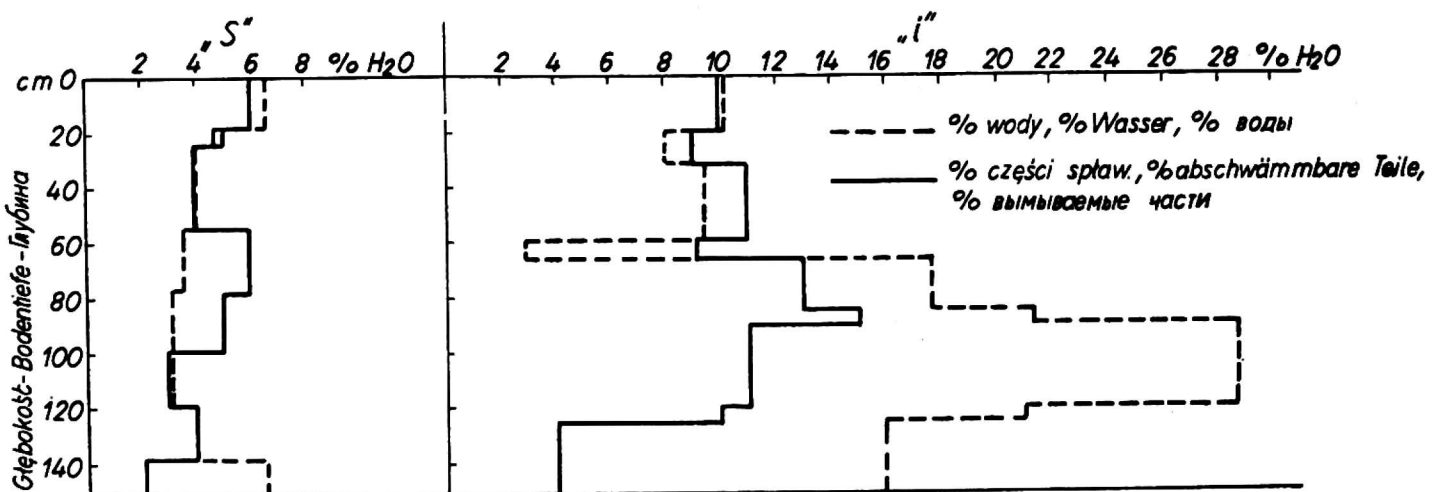 „S“
„i“
2 4 6 8 % H2O
2 4 6 8 10 12 14 16 18 20 22 24 26 28 % H2O
cm 0
20
40
60
80
100
120
140
Głębokość-Bodentiefe-Глубина
% wody, % Wasser, % воды
% części spław., % abschwämmbare Teile,
% вымываемые части